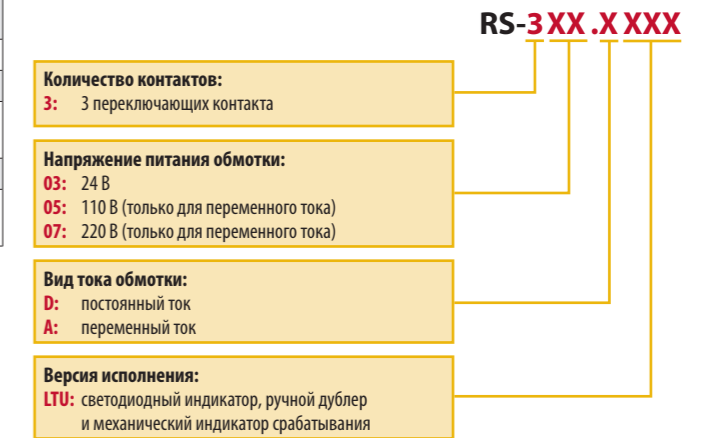 RS-3XX.XXXX
Количество контактов:
3: 3 переключающих контакта
Напряжение питания обмотки:
03: 24 В
05: 110 В (только для переменного тока)
07: 220 В (только для переменного тока)
Вид тока обмотки:
D: постоянный ток
A: переменный ток
Версия исполнения:
LTU: светодиодный индикатор, ручной дублер
и механический индикатор срабатывания